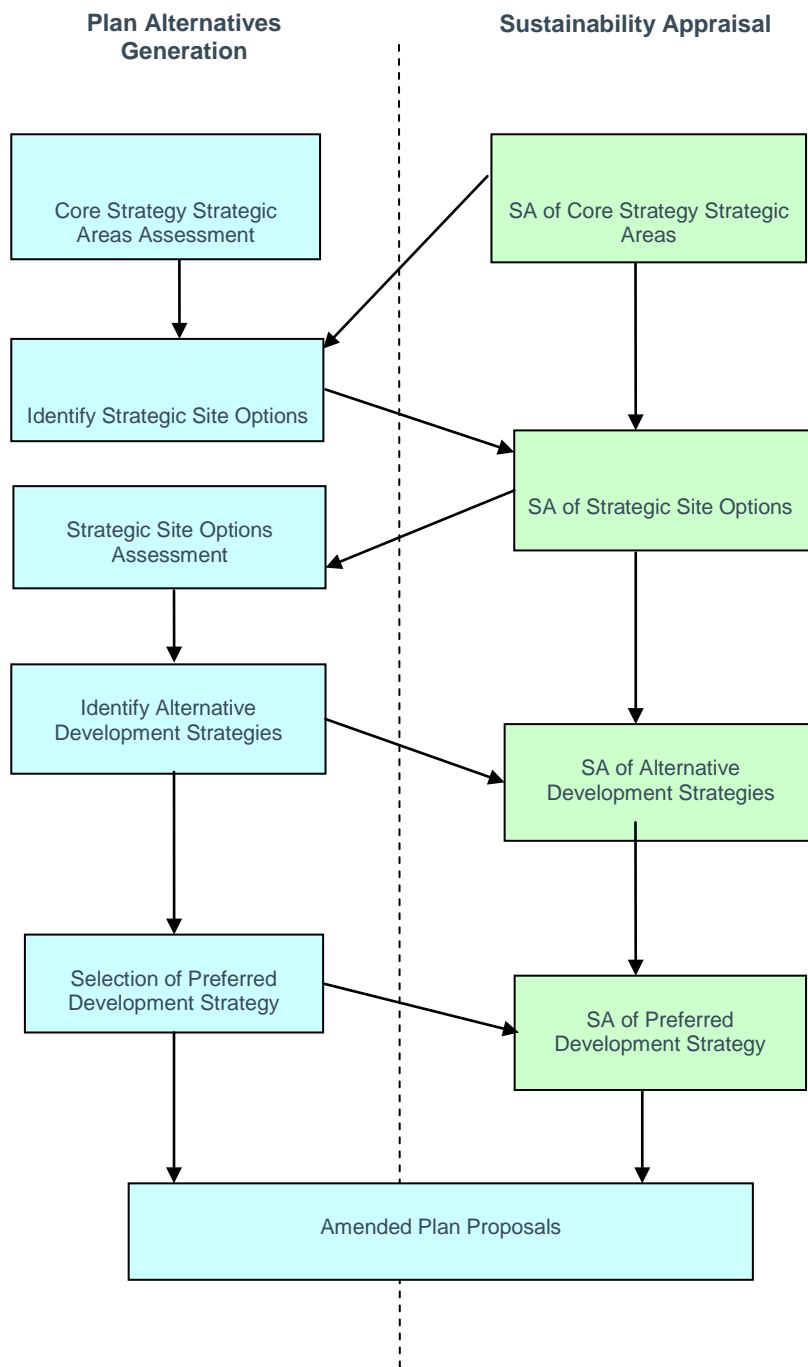 Plan Alternatives
Generation
Sustainability Appraisal
Core Strategy Strategic
Areas Assessment
SA of Core Strategy Strategic
Areas
Identify Strategic Site Options
SA of Strategic Site Options
Strategic Site Options
Assessment
Identify Alternative
Development Strategies
SA of Alternative
Development Strategies
Selection of Preferred
Development Strategy
SA of Preferred
Development Strategy
Amended Plan Proposals